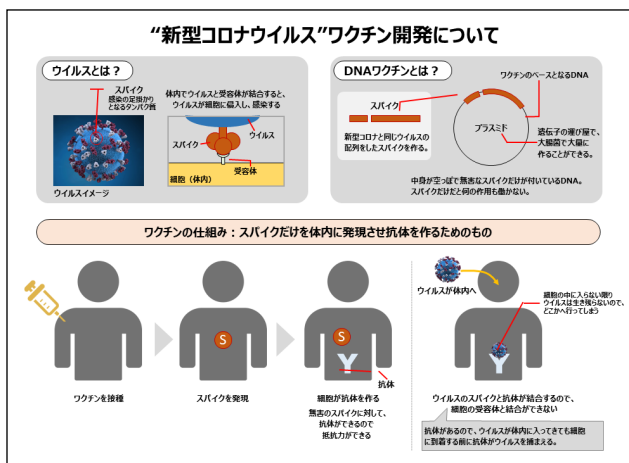 “新型コロナウイルス”ワクチン開発について
ウイルスとは？
スパイク
感染の足掛かり
となるタンパク質
ウイルスイメージ
体内でウイルスと受容体が結合すると、
ウイルスが細胞に侵入し、感染する
ウイルス
スパイク
受容体
細胞（体内）
DNAワクチンとは？
ワクチンのベースとなるDNA
スパイク
新型コロナと同じウイルスの
配列をしたスパイクを作る。
プラスミド
遺伝子の運び屋で、
大腸菌で大量に
作ることができる。
中身が空っぽで無害なスパイクだけが付いているDNA。
スパイクだけだと何の作用も働かない。
ワクチンの仕組み：スパイクだけを体内に発現させ抗体を作るためのもの
ワクチンを接種
S
スパイクを発現
S
抗体
細胞が抗体を作る
無害のスパイクに対して、
抗体ができるので
抵抗力ができる
ウイルスが体内へ
細胞の中に入らない限り
ウイルスは生き残らないので、
どこかへ行ってしまう
ウイルスのスパイクと抗体が結合するので、
細胞の受容体と結合ができない
抗体があるので、ウイルスが体内に入ってきても細胞
に到着する前に抗体がウイルスを捕まえる。